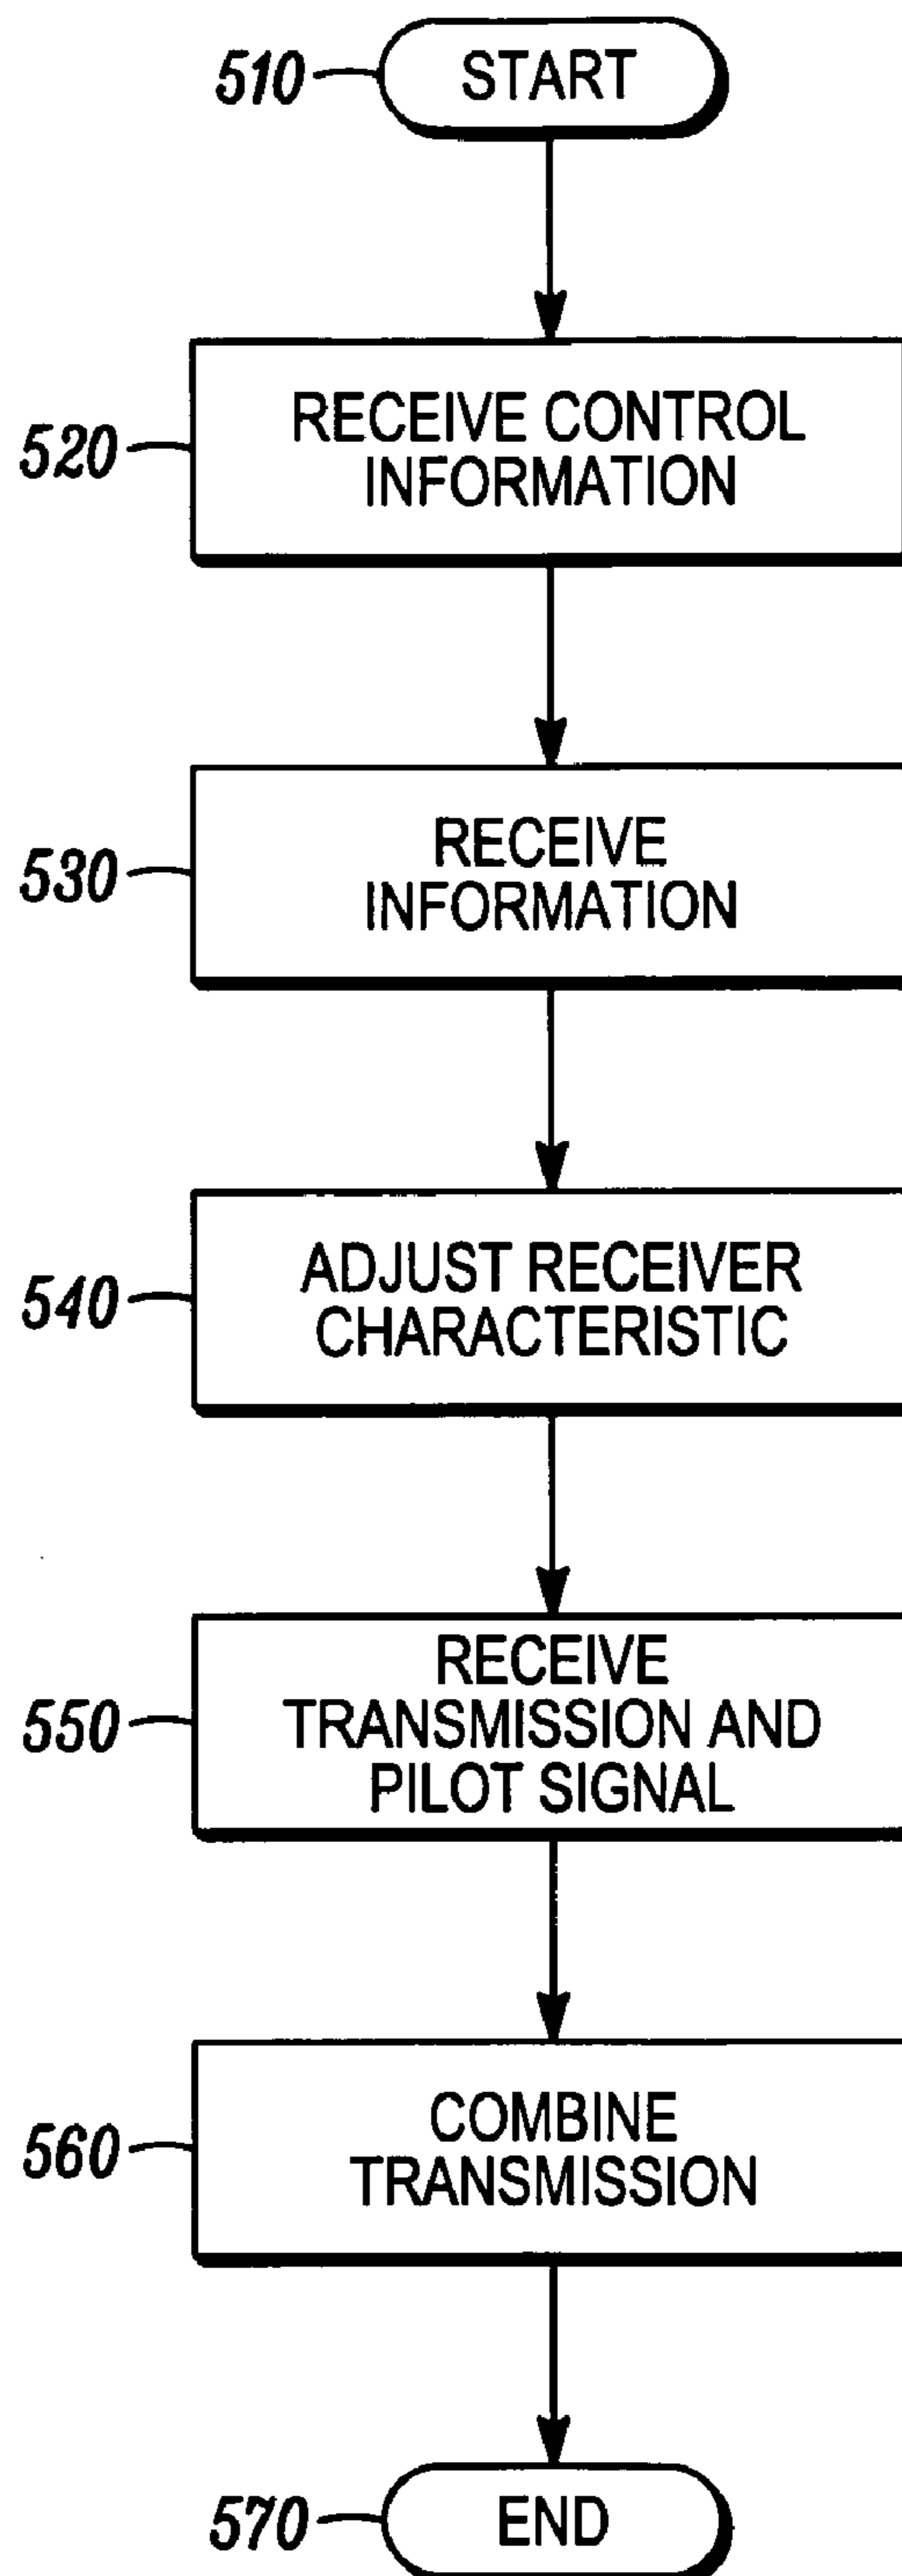 510 START
520 RECEIVE CONTROL
INFORMATION
530 RECEIVE
INFORMATION
540 ADJUST RECEIVER
CHARACTERISTIC
550 RECEIVE
TRANSMISSION AND
PILOT SIGNAL
560 COMBINE
TRANSMISSION
570 END